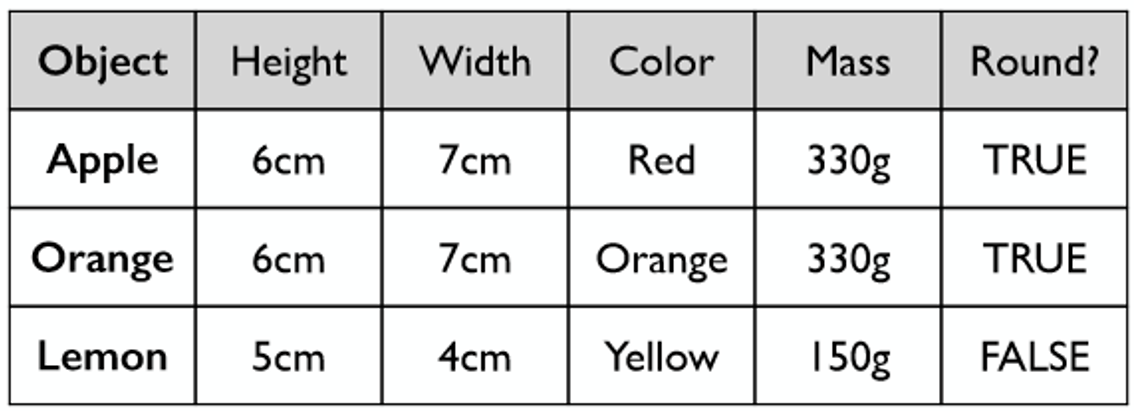 Object Height Width Color Mass Round?
Apple 6cm 7cm Red 330g TRUE
Orange 6cm 7cm Orange 330g TRUE
Lemon 5cm 4cm Yellow 150g FALSE